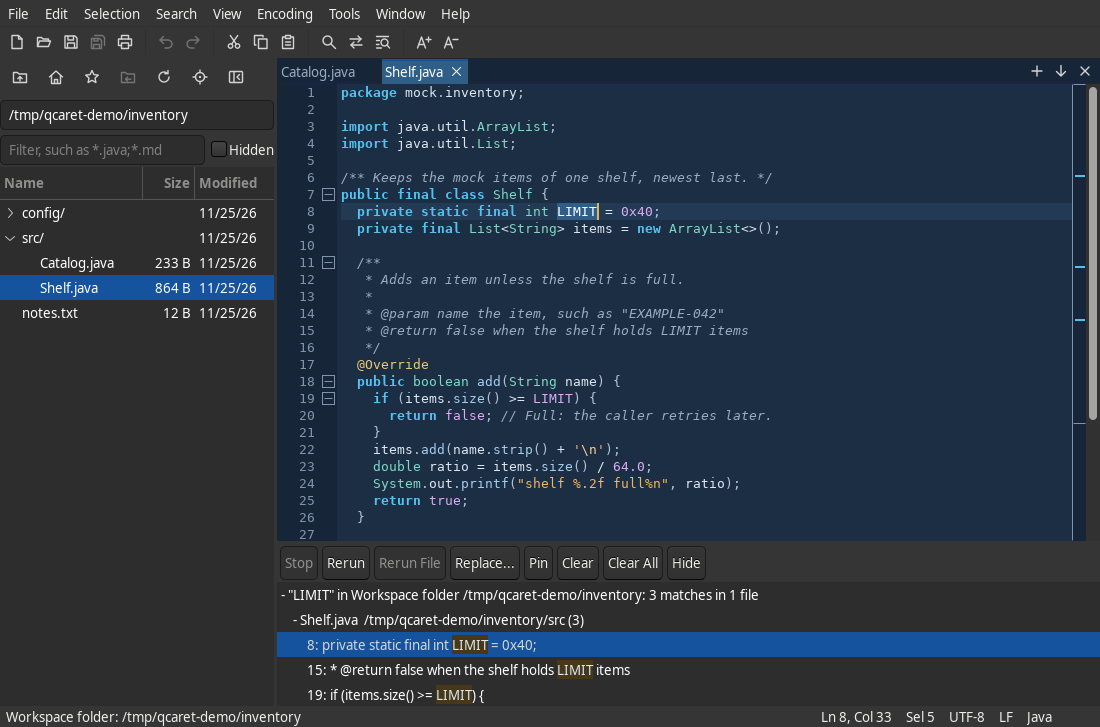 File Edit Selection Search View Encoding Tools Window Help
A+ A−
/tmp/qcaret-demo/inventory
Filter, such as *.java;*.md Hidden
Name Size Modified
config/ 11/25/26
src/ 11/25/26
Catalog.java 233 B 11/25/26
Shelf.java 864 B 11/25/26
notes.txt 12 B 11/25/26
Catalog.java Shelf.java
1 package mock.inventory;
2
3 import java.util.ArrayList;
4 import java.util.List;
5
6 /** Keeps the mock items of one shelf, newest last. */
7 public final class Shelf {
8   private static final int LIMIT = 0x40;
9   private final List<String> items = new ArrayList<>();
10
11   /**
12    * Adds an item unless the shelf is full.
13    *
14    * @param name the item, such as "EXAMPLE-042"
15    * @return false when the shelf holds LIMIT items
16    */
17   @Override
18   public boolean add(String name) {
19     if (items.size() >= LIMIT) {
20       return false; // Full: the caller retries later.
21     }
22     items.add(name.strip() + '\n');
23     double ratio = items.size() / 64.0;
24     System.out.printf("shelf %.2f full%n", ratio);
25     return true;
26   }
27
Stop Rerun Rerun File Replace... Pin Clear Clear All Hide
- "LIMIT" in Workspace folder /tmp/qcaret-demo/inventory: 3 matches in 1 file
- Shelf.java /tmp/qcaret-demo/inventory/src (3)
8: private static final int LIMIT = 0x40;
15: * @return false when the shelf holds LIMIT items
19: if (items.size() >= LIMIT) {
Workspace folder: /tmp/qcaret-demo/inventory Ln 8, Col 33 Sel 5 UTF-8 LF Java